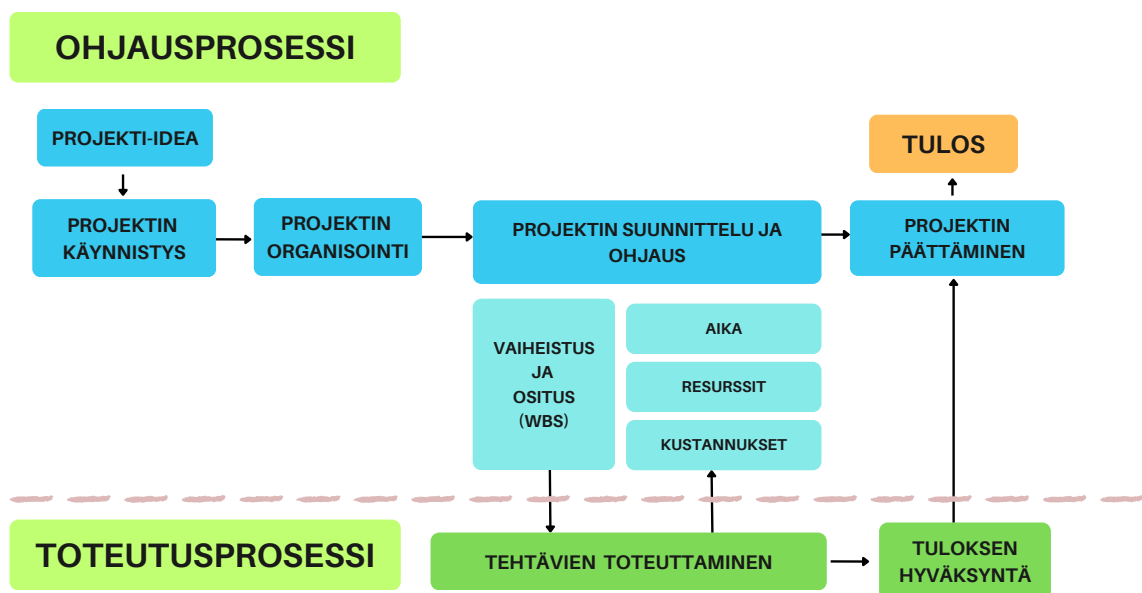 OHJAUSPROSESSI
PROJEKTI-IDEA
TULOS
PROJEKTIN
KÄYNNISTYS
PROJEKTIN
ORGANISOINTI
PROJEKTIN SUUNNITTELU JA
OHJAUS
PROJEKTIN
PÄÄTTÄMINEN
VAIHEISTUS
JA
OSITUS
(WBS)
AIKA
RESURSSIT
KUSTANNUKSET
TOTEUTUSPROSESSI
TEHTÄVIEN TOTEUTTAMINEN
TULOKSEN
HYVÄKSYNTÄ